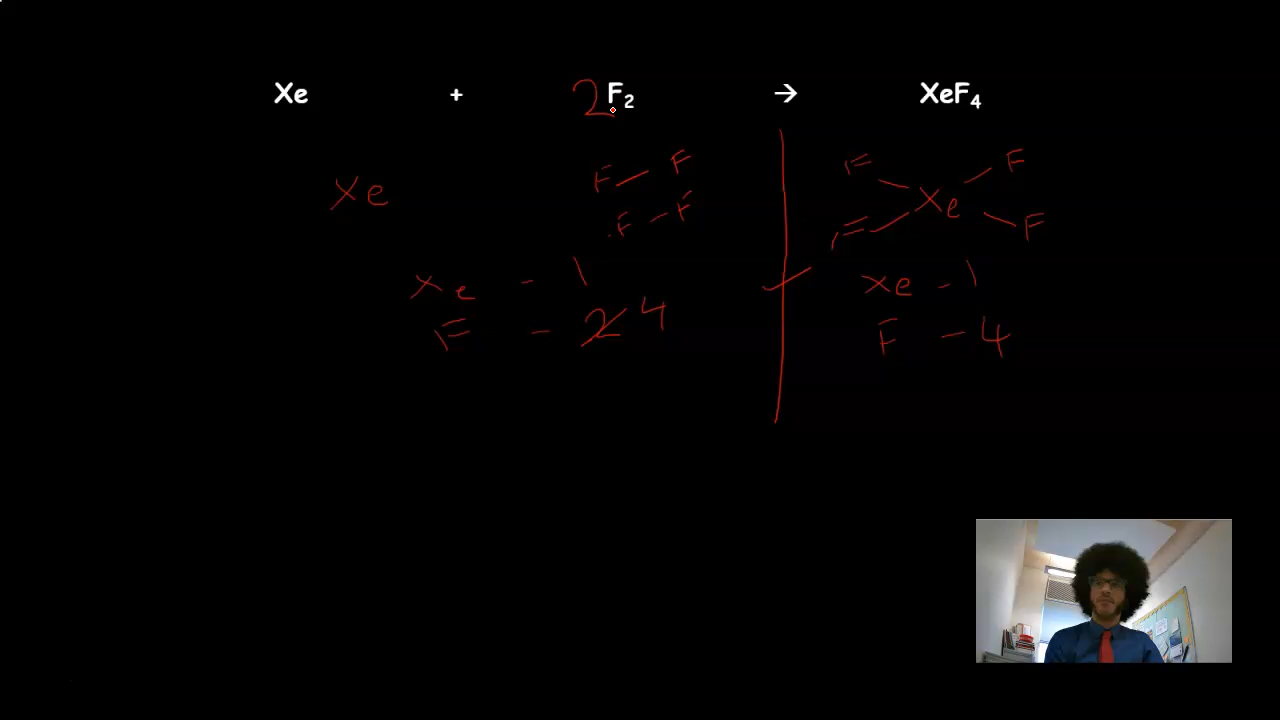 Xe + 2F₂ → XeF₄
F F F F
Xe Xe
F F F F
Xe - 1 Xe - 1
F - 2 4 F - 4